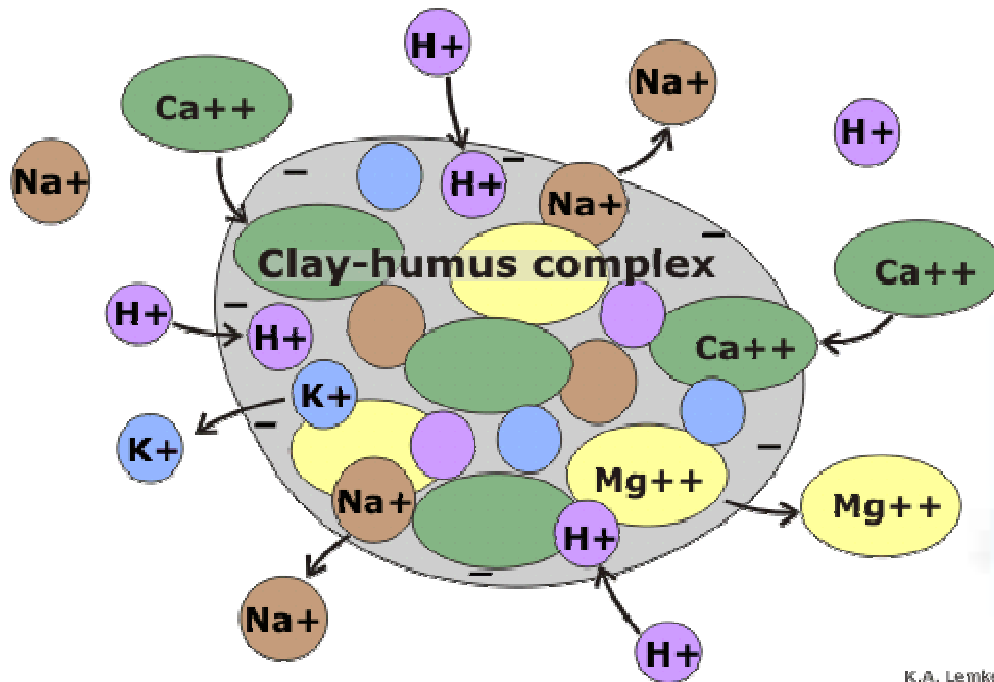 H+
Na+
Ca++
H+
Na+
H+
Na+
Clay-humus complex
Ca++
H+
H+
Ca++
K+
K+
Mg++
Na+
Mg++
H+
Na+
H+
K.A. Lemke